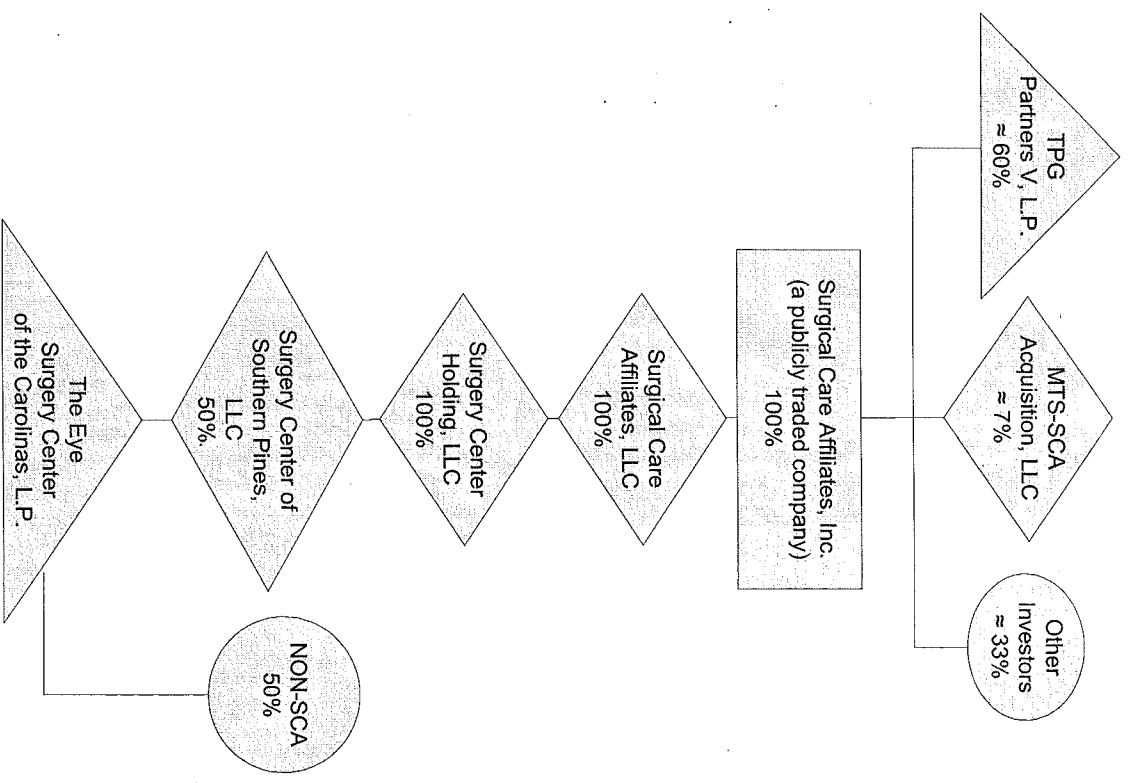 TPG
Partners V, L.P.
≈ 60%
MTS-SCA
Acquisition, LLC
≈ 7%
Other
Investors
≈ 33%
Surgical Care Affiliates, Inc.
(a publicly traded company)
100%
Surgical Care
Affiliates, LLC
100%
Surgery Center
Holding, LLC
100%
Surgery Center of
Southern Pines,
LLC
50%.
NON-SCA
50%
The Eye
Surgery Center
of the Carolinas, L.P.